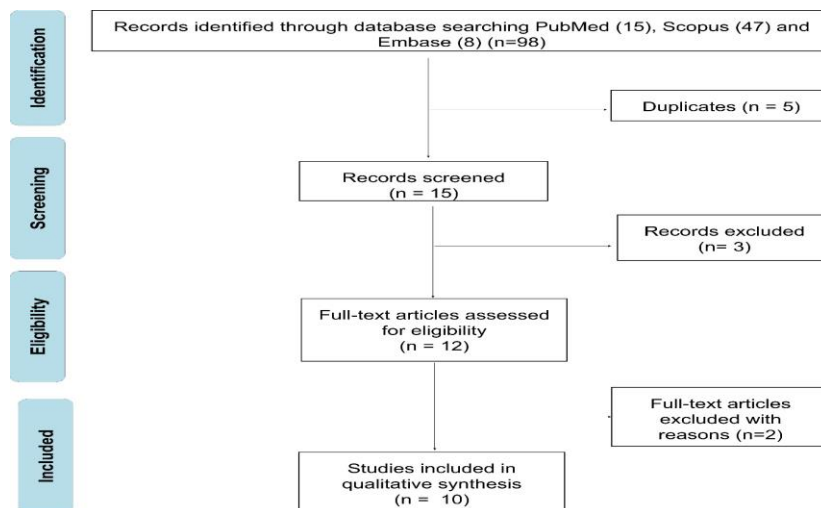 Identification
Records identified through database searching PubMed (15), Scopus (47) and
Embase (8) (n=98)
Duplicates (n = 5)
Screening
Records screened
(n = 15)
Records excluded
(n= 3)
Eligibility
Full-text articles assessed
for eligibility
(n = 12)
Included
Full-text articles
excluded with
reasons (n=2)
Studies included in
qualitative synthesis
(n = 10)